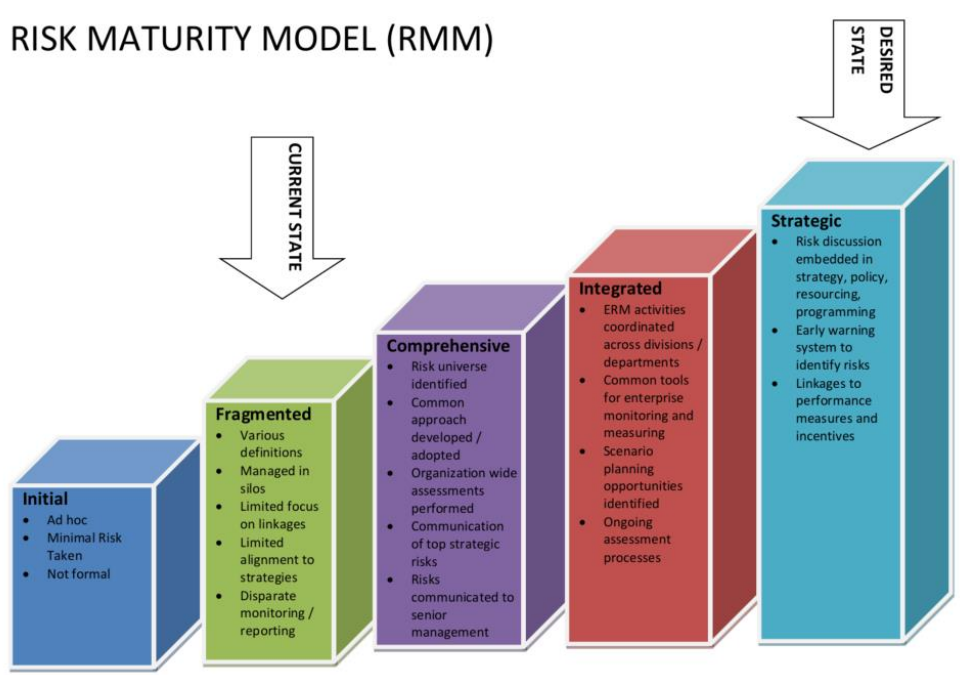 RISK MATURITY MODEL (RMM)
DESIRED
STATE
CURRENT STATE
Initial
• Ad hoc
• Minimal Risk
Taken
• Not formal
Fragmented
• Various
definitions
• Managed in
silos
• Limited focus
on linkages
• Limited
alignment to
strategies
• Disparate
monitoring /
reporting
Comprehensive
• Risk universe
identified
• Common
approach
developed /
adopted
• Organization wide
assessments
performed
• Communication
of top strategic
risks
• Risks
communicated to
senior
management
Integrated
• ERM activities
coordinated
across divisions /
departments
• Common tools
for enterprise
monitoring and
measuring
• Scenario
planning
opportunities
identified
• Ongoing
assessment
processes
Strategic
• Risk discussion
embedded in
strategy, policy,
resourcing,
programming
• Early warning
system to
identify risks
• Linkages to
performance
measures and
incentives